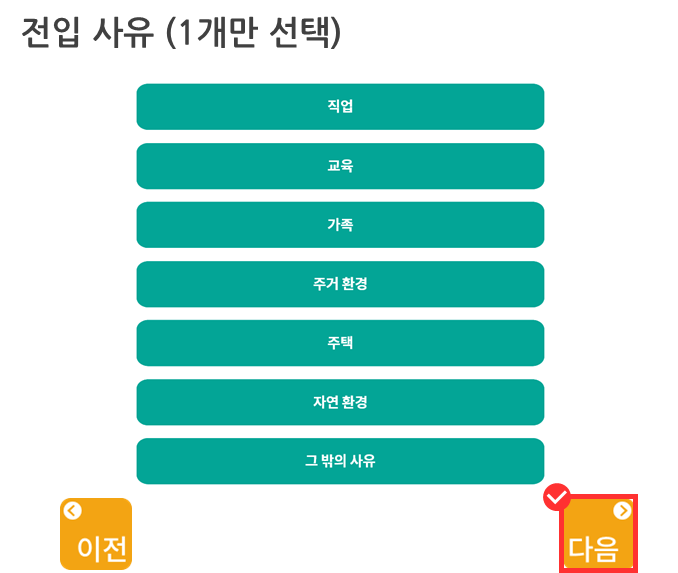 전입 사유 (1개만 선택)
직업
교육
가족
주거 환경
주택
자연 환경
그 밖의 사유
이전
다음